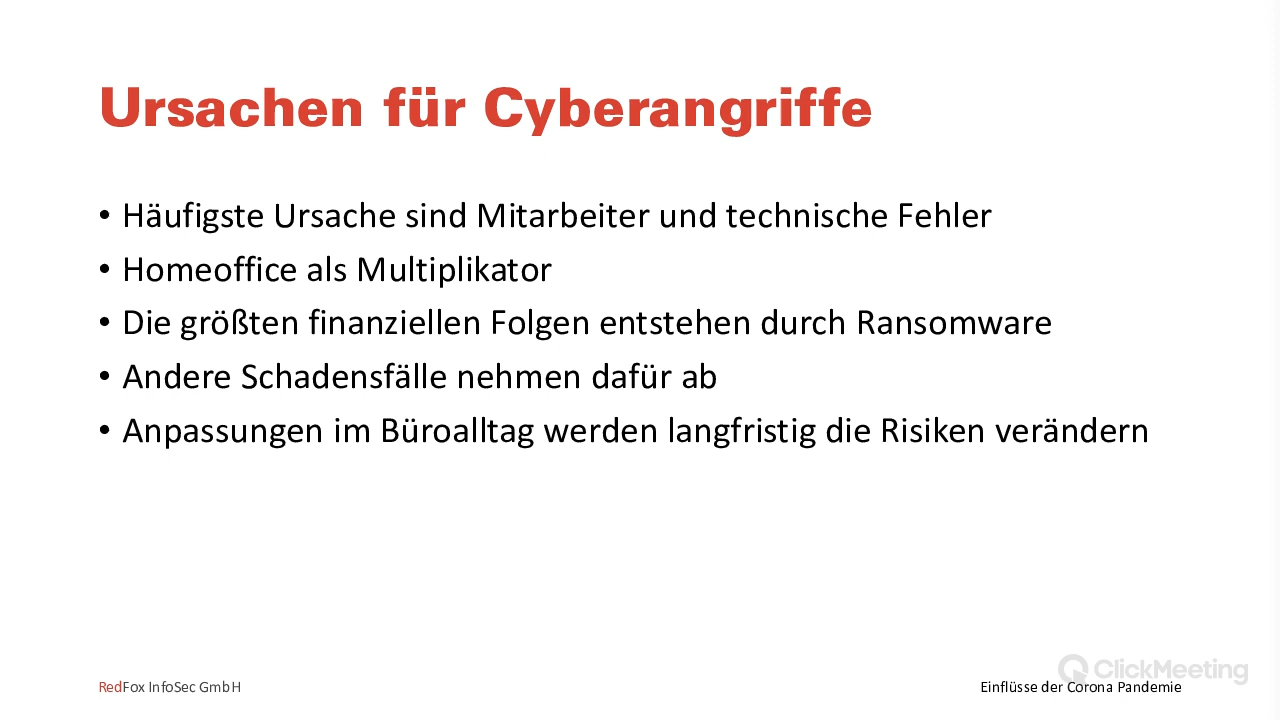 Ursachen für Cyberangriffe
• Häufigste Ursache sind Mitarbeiter und technische Fehler
• Homeoffice als Multiplikator
• Die größten finanziellen Folgen entstehen durch Ransomware
• Andere Schadensfälle nehmen dafür ab
• Anpassungen im Büroalltag werden langfristig die Risiken verändern
ClickMeeting
RedFox InfoSec GmbH
Einflüsse der Corona Pandemie